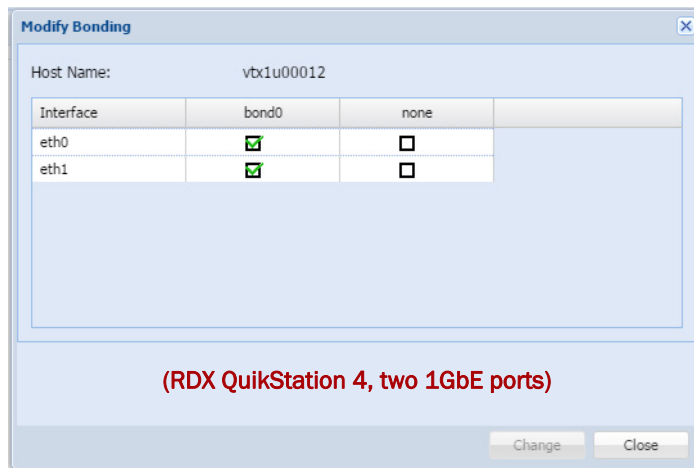 Modify Bonding
Host Name: vtx1u00012
Interface bond0 none
eth0
eth1
(RDX QuikStation 4, two 1GbE ports)
Change Close